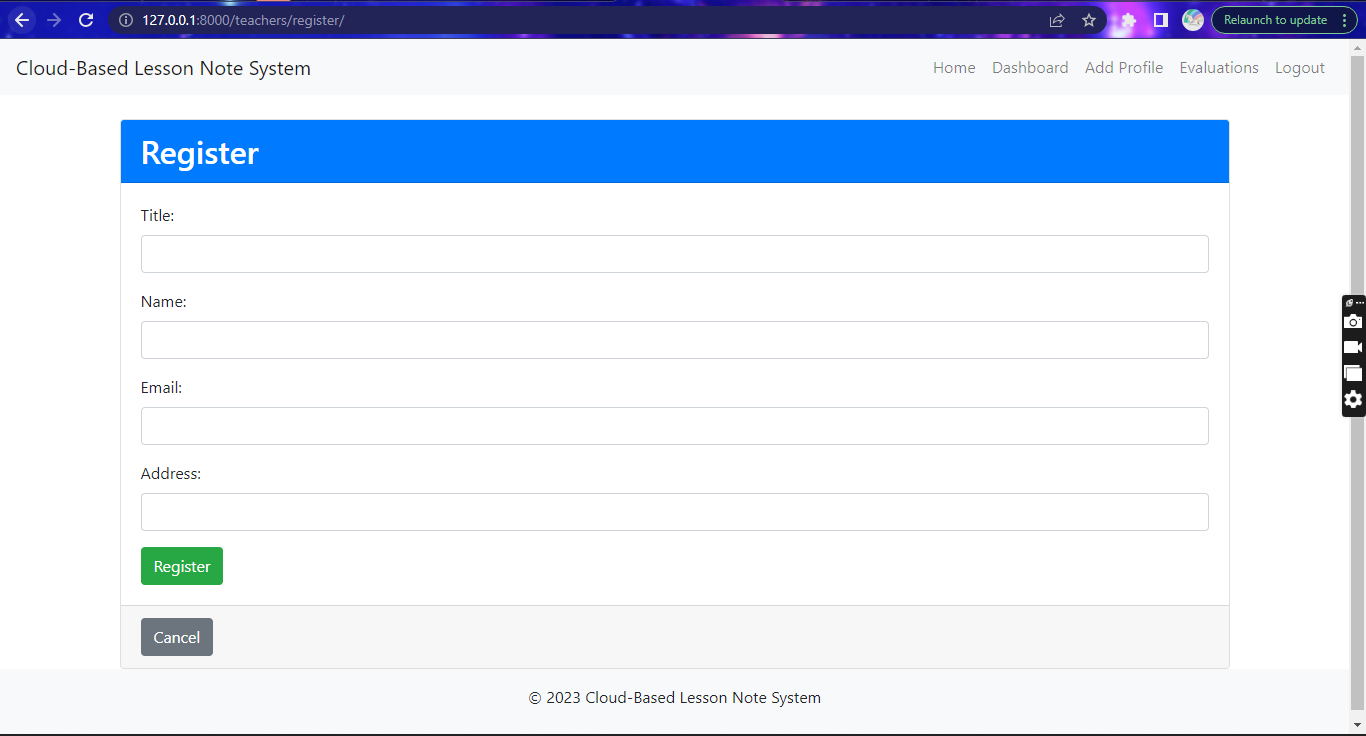 127.0.0.1:8000/teachers/register/
Relaunch to update
Cloud-Based Lesson Note System
Home Dashboard Add Profile Evaluations Logout
Register
Title:
Name:
Email:
Address:
Register
Cancel
© 2023 Cloud-Based Lesson Note System